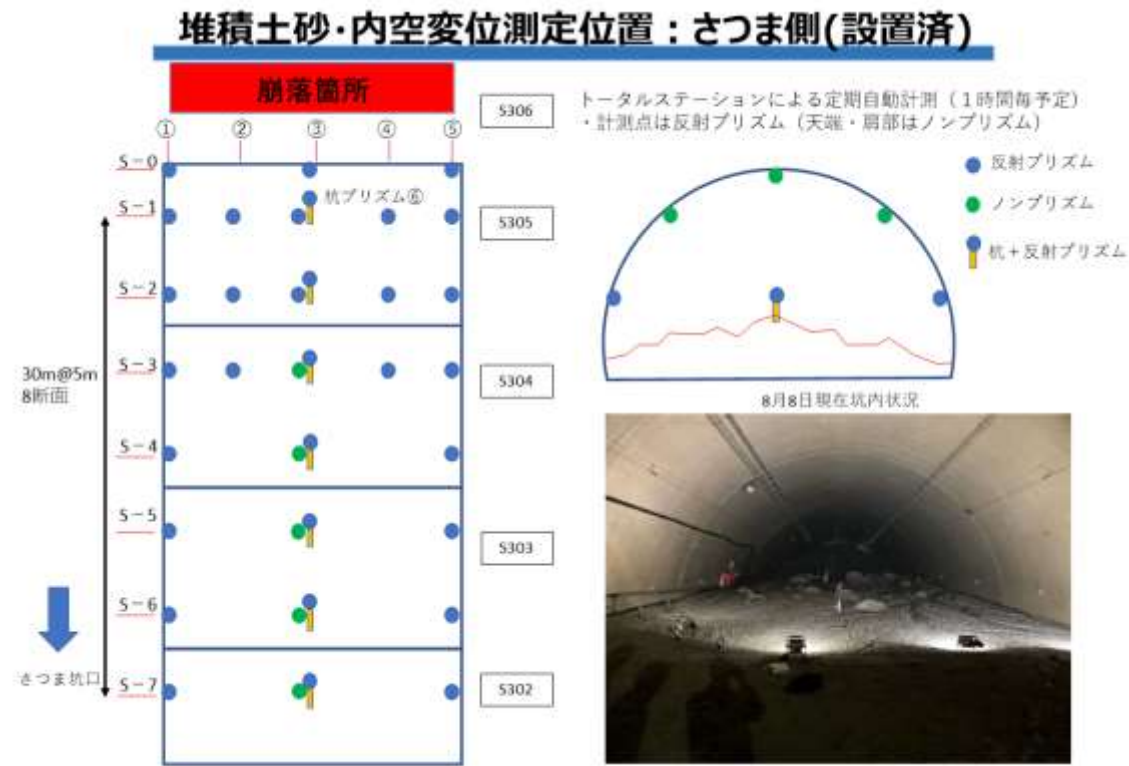 堆積土砂・内空変位測定位置：さつま側(設置済)
崩落箇所
① ② ③ ④ ⑤
S306
トータルステーションによる定期自動計測（１時間毎予定）
・計測点は反射プリズム（天端・肩部はノンプリズム）
S－0
杭プリズム⑥
S－1
S305
S－2
反射プリズム
ノンプリズム
杭＋反射プリズム
30m@5m
8断面
S－3
S304
8月8日現在坑内状況
S－4
S－5
S303
S－6
さつま坑口
S－7
S302